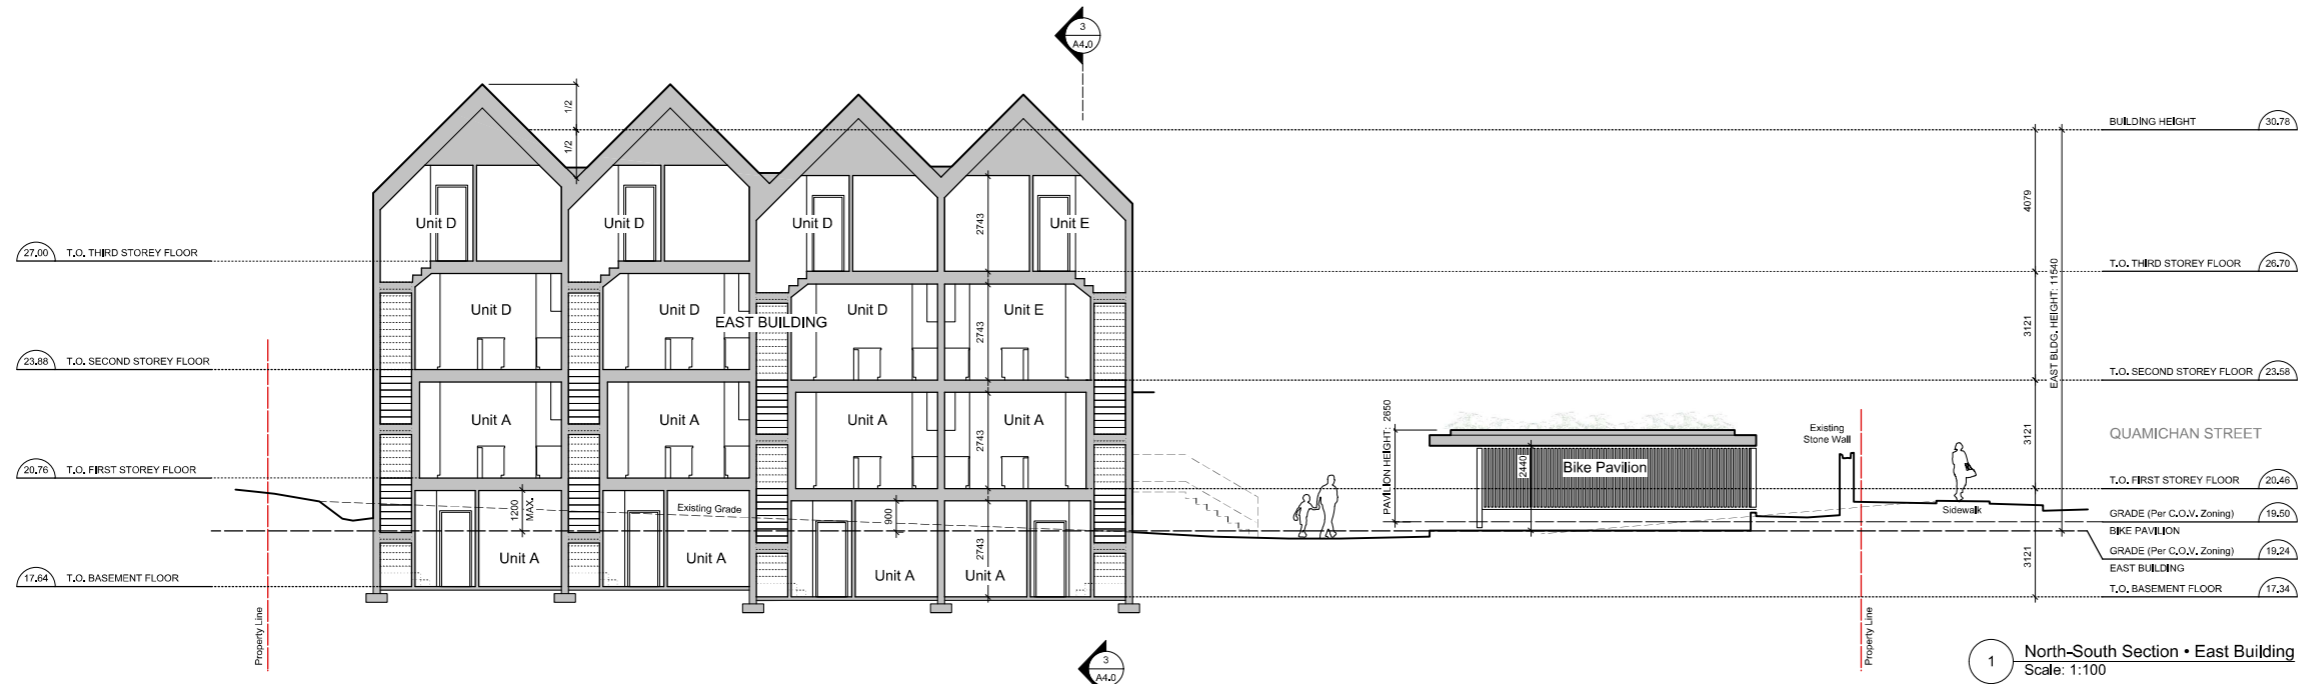 3
A4.0
1/2
1/2
BUILDING HEIGHT 30.78
4079
Unit D
Unit D
Unit D
Unit E
2743
27.00 T.O. THIRD STOREY FLOOR
T.O. THIRD STOREY FLOOR 26.70
EAST BLDG. HEIGHT: 11540
Unit D
Unit D
Unit D
Unit E
EAST BUILDING
2743
3121
23.88 T.O. SECOND STOREY FLOOR
T.O. SECOND STOREY FLOOR 23.58
Unit A
Unit A
Unit A
Unit A
2743
PAVILION HEIGHT: 2650
Existing
Stone Wall
3121
QUAMICHAN STREET
2440
Bike Pavilion
20.76 T.O. FIRST STOREY FLOOR
T.O. FIRST STOREY FLOOR 20.46
1200
MAX.
Existing Grade
900
Sidewalk
GRADE (Per C.O.V. Zoning) 19.50
BIKE PAVILION
GRADE (Per C.O.V. Zoning) 19.24
EAST BUILDING
Unit A
Unit A
Unit A
Unit A
2743
3121
17.64 T.O. BASEMENT FLOOR
T.O. BASEMENT FLOOR 17.34
Property Line
Property Line
3
A4.0
1 North-South Section • East Building
Scale: 1:100